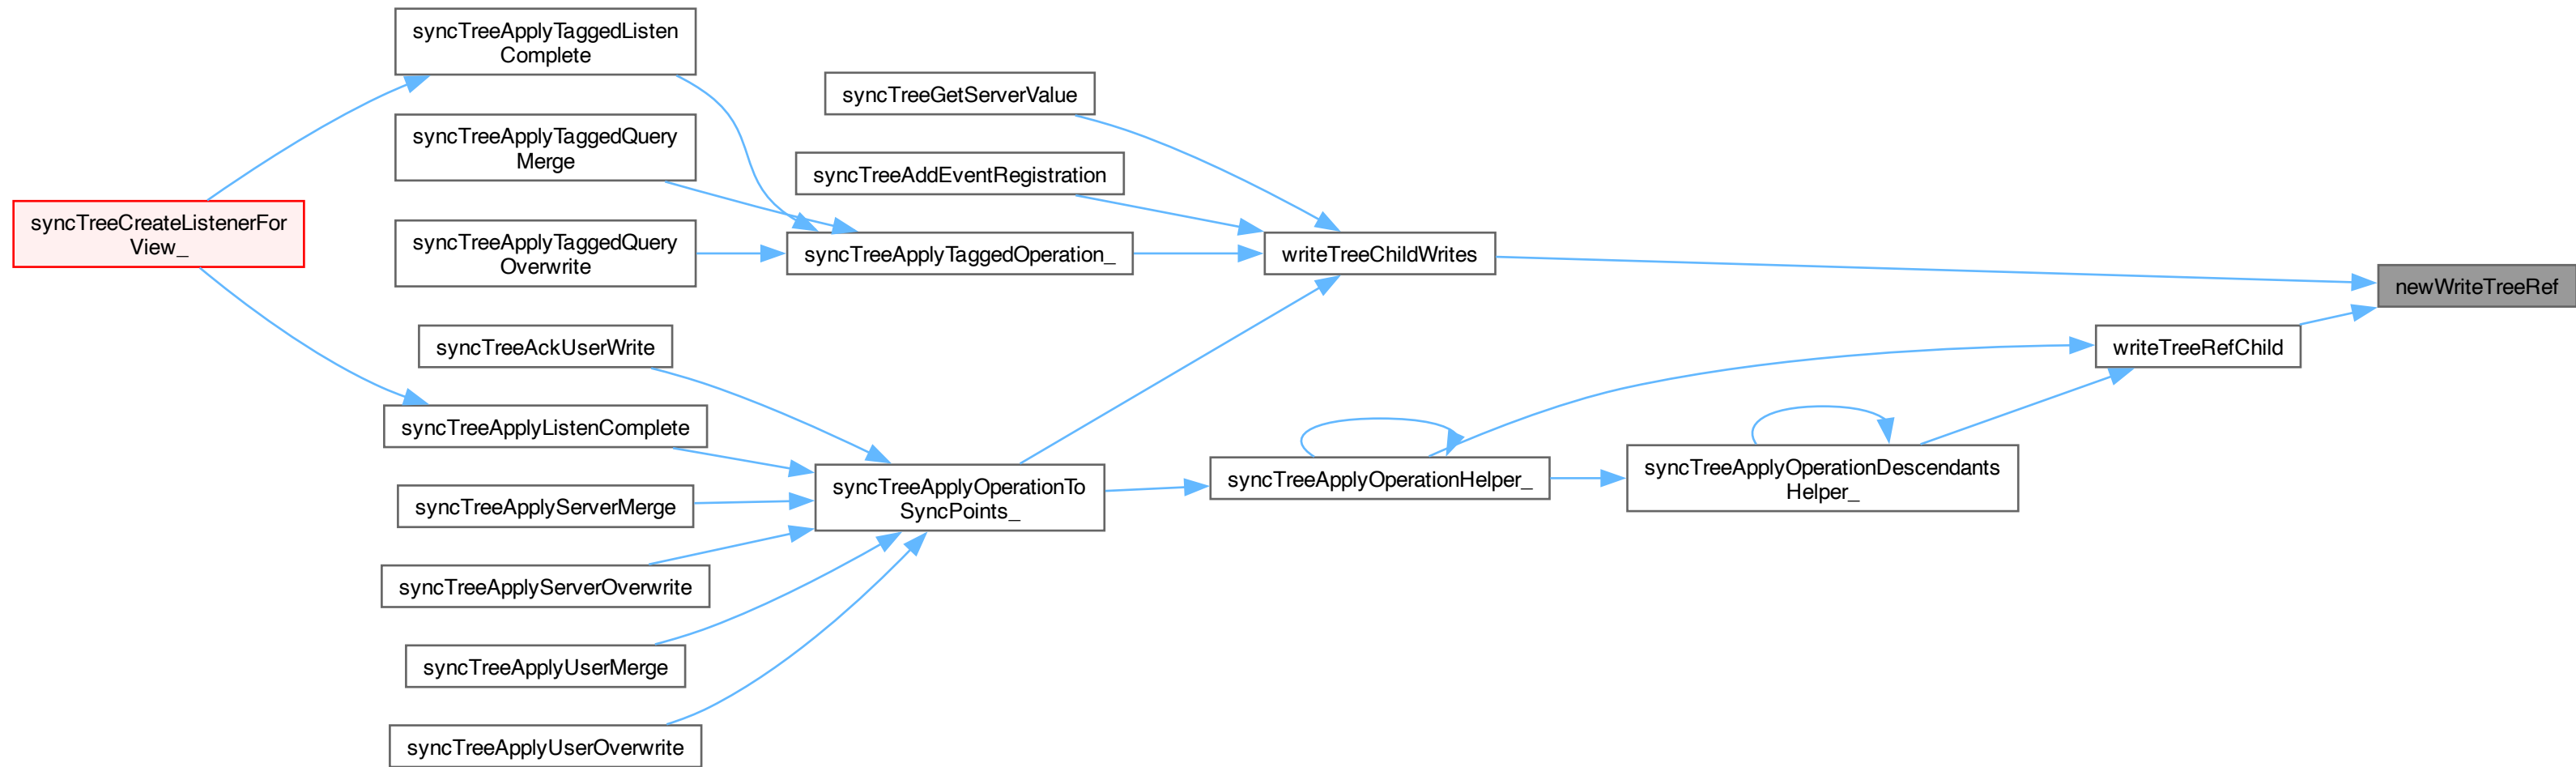 syncTreeApplyTaggedListen
Complete
syncTreeGetServerValue
syncTreeApplyTaggedQuery
Merge
syncTreeAddEventRegistration
syncTreeCreateListenerFor
View_
syncTreeApplyTaggedQuery
Overwrite
syncTreeApplyTaggedOperation_
writeTreeChildWrites
newWriteTreeRef
syncTreeAckUserWrite
writeTreeRefChild
syncTreeApplyListenComplete
syncTreeApplyOperationTo
SyncPoints_
syncTreeApplyOperationHelper_
syncTreeApplyOperationDescendants
Helper_
syncTreeApplyServerMerge
syncTreeApplyServerOverwrite
syncTreeApplyUserMerge
syncTreeApplyUserOverwrite